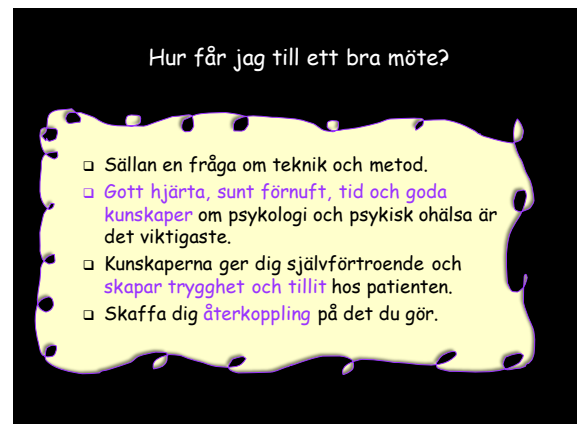 Hur får jag till ett bra möte?
❑ Sällan en fråga om teknik och metod.
❑ Gott hjärta, sunt förnuft, tid och goda
kunskaper om psykologi och psykisk ohälsa är
det viktigaste.
❑ Kunskaperna ger dig självförtroende och
skapar trygghet och tillit hos patienten.
❑ Skaffa dig återkoppling på det du gör.